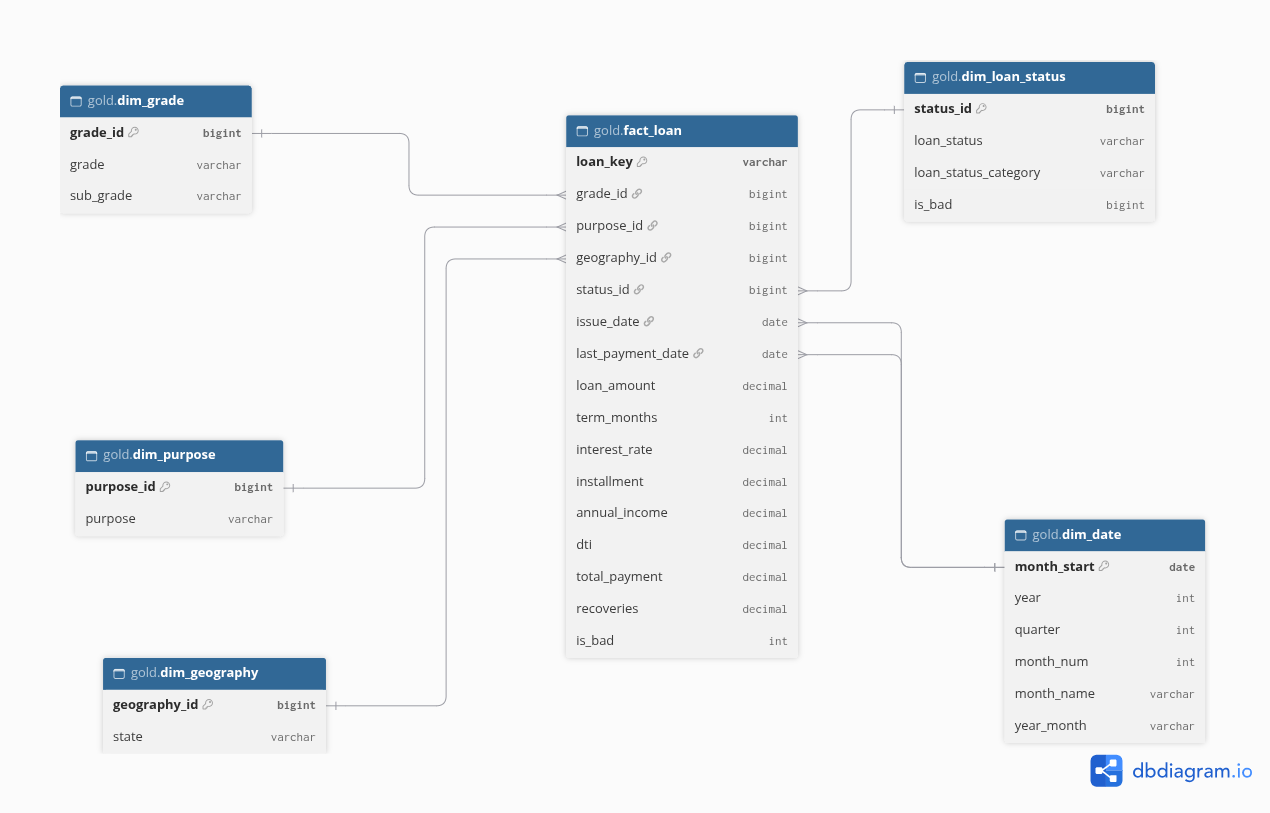 gold.dim_grade
grade_id bigint
grade varchar
sub_grade varchar
gold.dim_purpose
purpose_id bigint
purpose varchar
gold.dim_geography
geography_id bigint
state varchar
gold.fact_loan
loan_key varchar
grade_id bigint
purpose_id bigint
geography_id bigint
status_id bigint
issue_date date
last_payment_date date
loan_amount decimal
term_months int
interest_rate decimal
installment decimal
annual_income decimal
dti decimal
total_payment decimal
recoveries decimal
is_bad int
gold.dim_loan_status
status_id bigint
loan_status varchar
loan_status_category varchar
is_bad bigint
gold.dim_date
month_start date
year int
quarter int
month_num int
month_name varchar
year_month varchar
dbdiagram.io